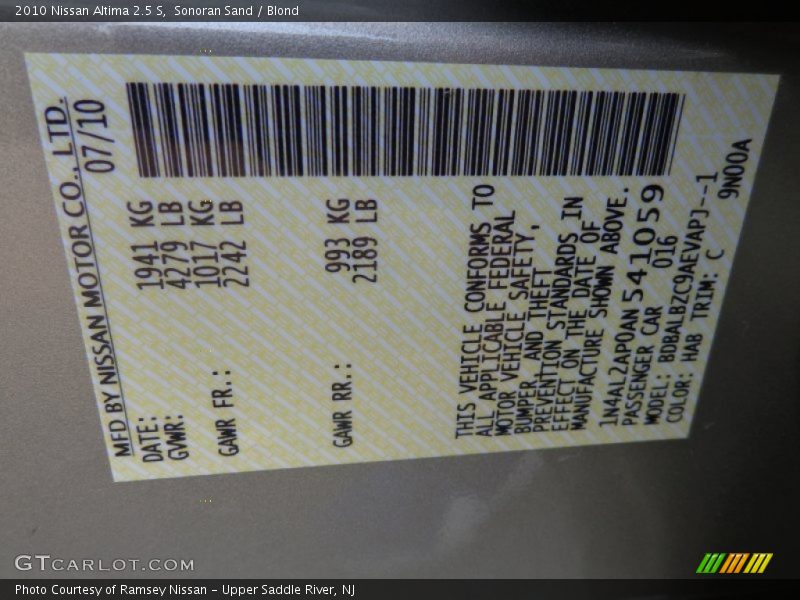 2010 Nissan Altima 2.5 S,  Sonoran Sand / Blond
MFD BY NISSAN MOTOR CO., LTD.
DATE: 07/10
GVWR: 1941 KG
4279 LB
GAWR FR.: 1017 KG
2242 LB
GAWR RR.: 993 KG
2189 LB
THIS VEHICLE CONFORMS TO
ALL APPLICABLE FEDERAL
MOTOR VEHICLE SAFETY,
BUMPER, AND THEFT
PREVENTION STANDARDS IN
EFFECT ON THE DATE OF
MANUFACTURE SHOWN ABOVE.
1N4AL2AP0AN541059
PASSENGER CAR 016
MODEL: BDBALBZC9AEVAPJ--1
COLOR: HAB TRIM: C 9N00A
GTCARLOT.COM
Photo Courtesy of Ramsey Nissan - Upper Saddle River, NJ